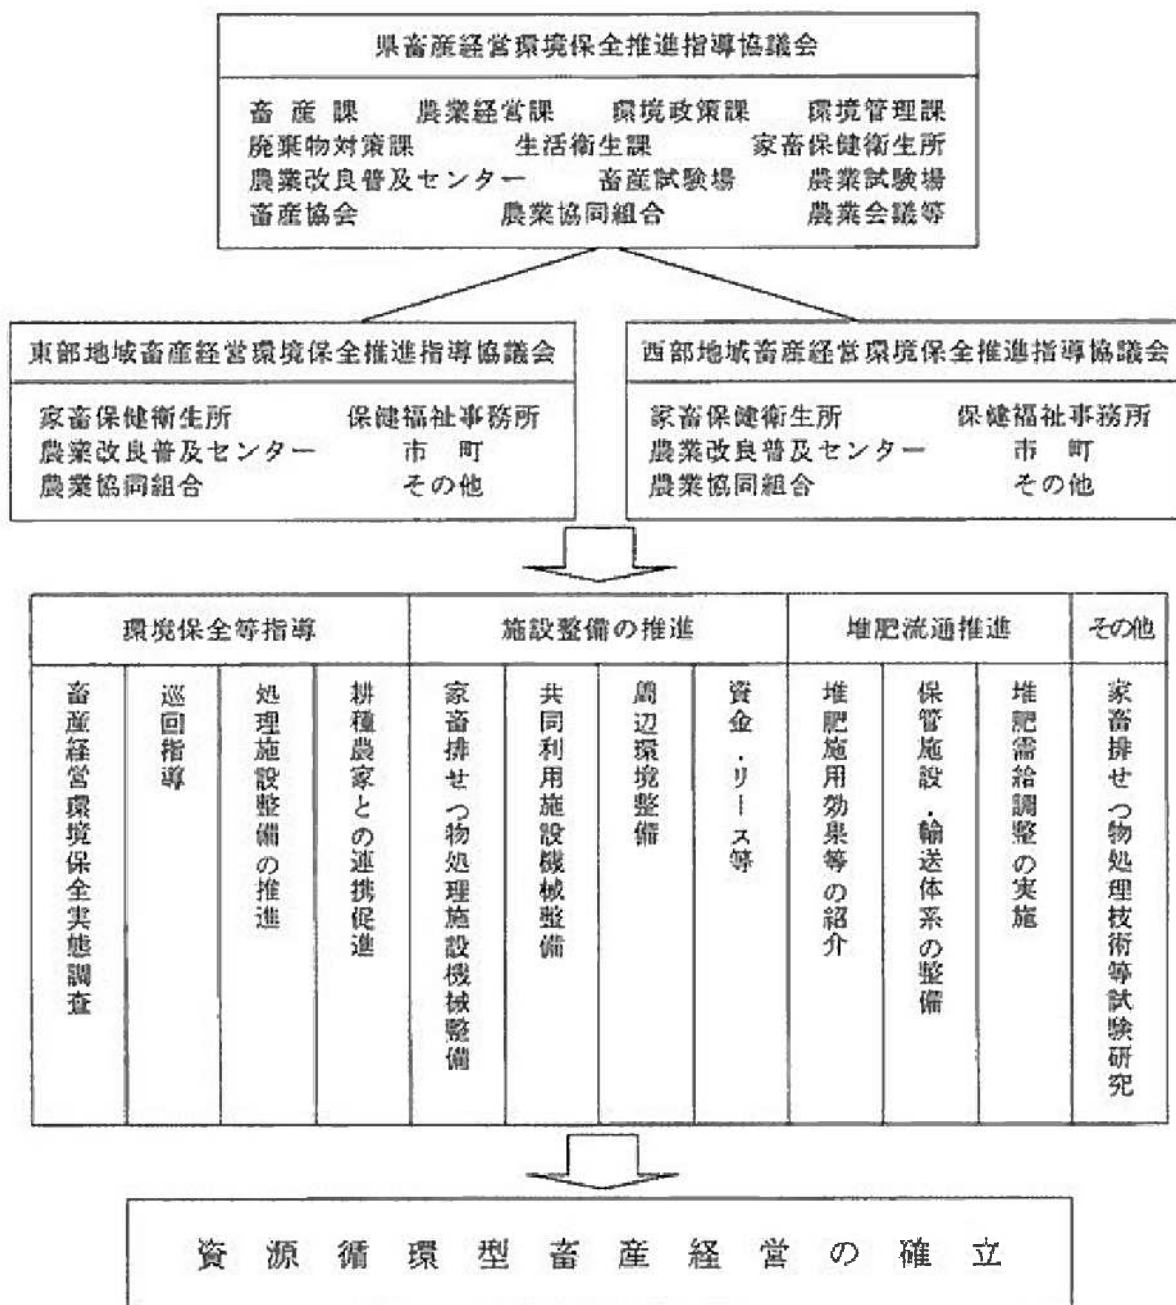 県畜産経営環境保全推進指導協議会
畜産課 農業経営課 環境政策課 環境管理課
廃棄物対策課 生活衛生課 家畜保健衛生所
農業改良普及センター 畜産試験場 農業試験場
畜産協会 農業協同組合 農業会議等
東部地域畜産経営環境保全推進指導協議会
家畜保健衛生所 保健福祉事務所
農業改良普及センター 市町
農業協同組合 その他
西部地域畜産経営環境保全推進指導協議会
家畜保健衛生所 保健福祉事務所
農業改良普及センター 市町
農業協同組合 その他
環境保全等指導
畜産経営環境保全実態調査
巡回指導
処理施設整備の推進
耕種農家との連携促進
施設整備の推進
家畜排せつ物処理施設機械整備
共同利用施設機械整備
周辺環境整備
資金・リース等
堆肥流通推進
堆肥施用効果等の紹介
保管施設・輸送体系の整備
堆肥需給調整の実施
その他
家畜排せつ物処理技術等試験研究
資源循環型畜産経営の確立